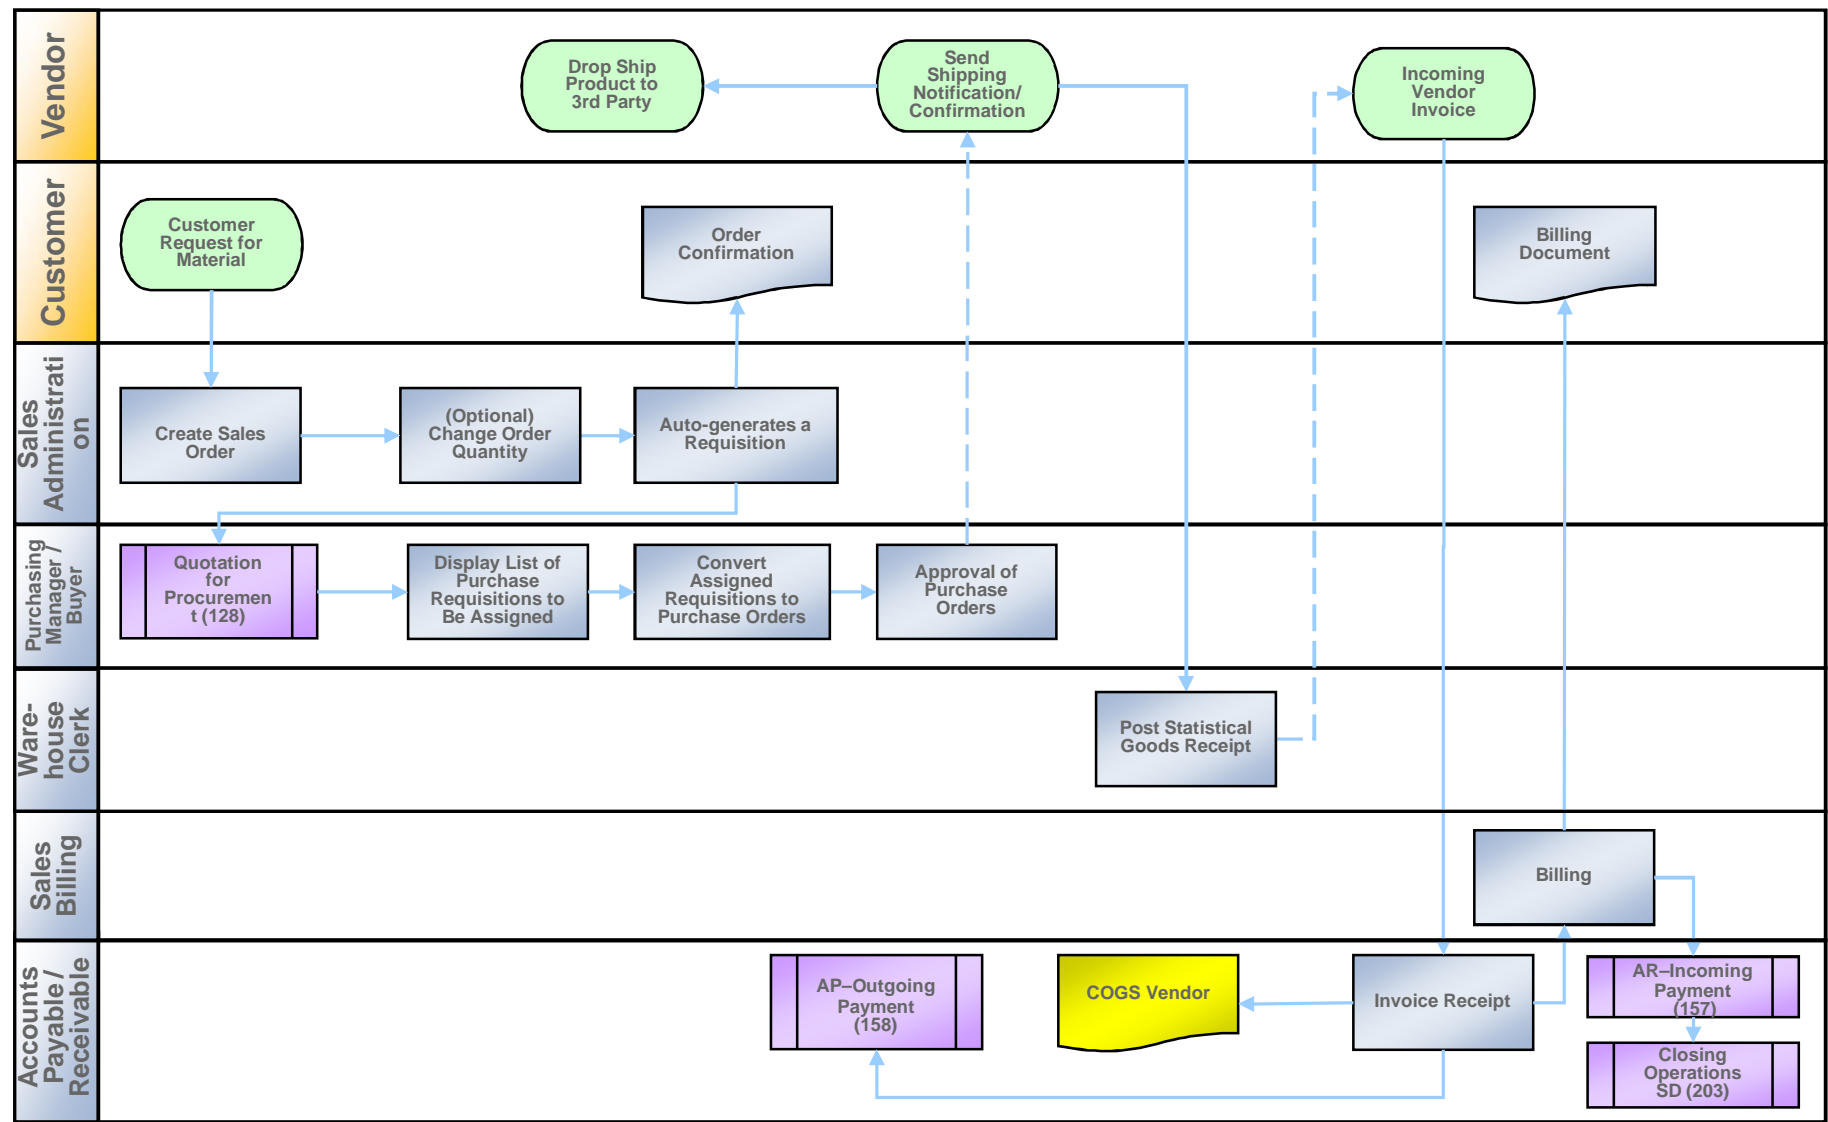 Vendor
Drop Ship
Product to
3rd Party
Send
Shipping
Notification/
Confirmation
Incoming
Vendor
Invoice
Customer
Customer
Request for
Material
Order
Confirmation
Billing
Document
Sales
Administrati
on
Create Sales
Order
(Optional)
Change Order
Quantity
Auto-generates a
Requisition
Purchasing
Manager /
Buyer
Quotation
for
Procuremen
t (128)
Display List of
Purchase
Requisitions to
Be Assigned
Convert
Assigned
Requisitions to
Purchase Orders
Approval of
Purchase
Orders
Ware-
house
Clerk
Post Statistical
Goods Receipt
Sales
Billing
Billing
Accounts
Payable /
Receivable
AP–Outgoing
Payment
(158)
COGS Vendor
Invoice Receipt
AR–Incoming
Payment
(157)
Closing
Operations
SD (203)